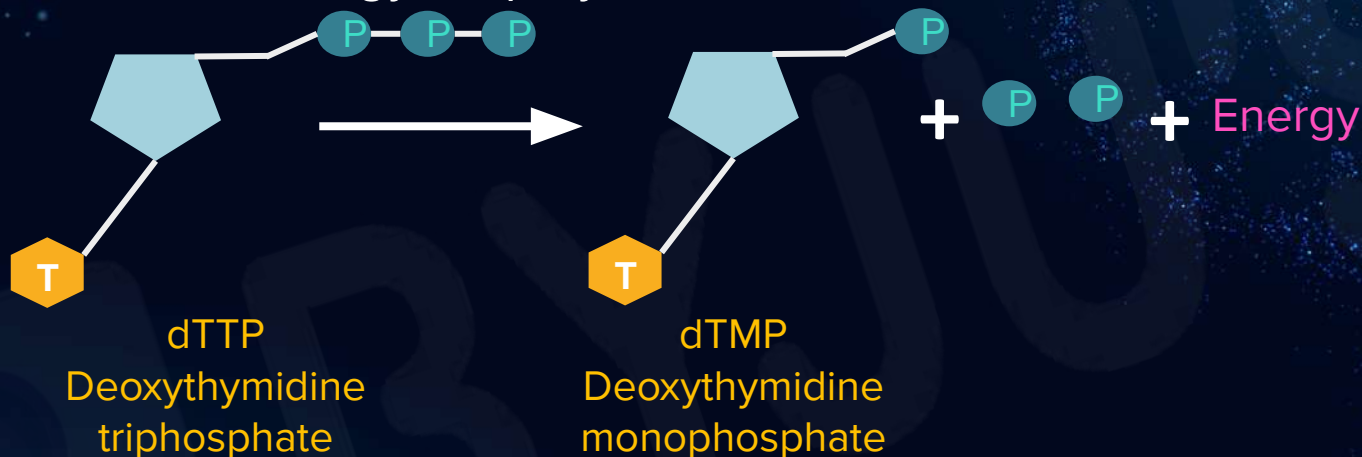 P P P
P
P P
+ + Energy
T
T
dTTP
Deoxythymidine
triphosphate
dTMP
Deoxythymidine
monophosphate